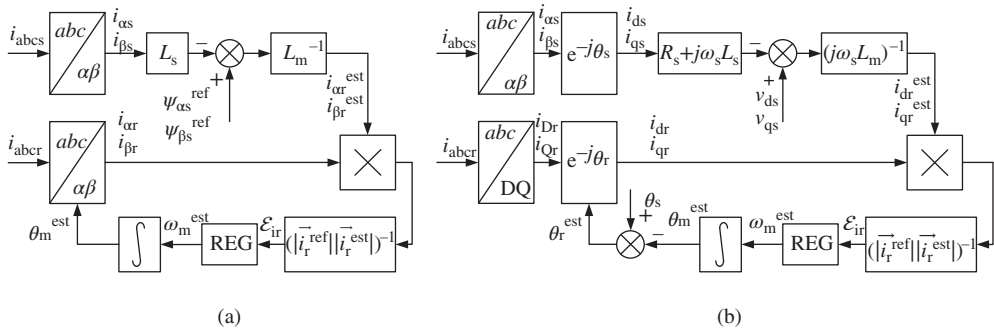 i_abcs
abc
αβ
i_αs
i_βs
L_s
−
+
L_m^−1
ψ_αs^ref
ψ_βs^ref
i_αr^est
i_βr^est
i_abcr
abc
αβ
i_αr
i_βr
×
θ_m^est
∫
ω_m^est
REG
ε_ir
(|i_r^ref||i_r^est|)^−1
(a)
i_abcs
abc
αβ
i_αs
i_βs
e^−jθ_s
i_ds
i_qs
R_s+jω_sL_s
−
+
v_ds
v_qs
(jω_sL_m)^−1
i_dr^est
i_qr^est
i_abcr
abc
DQ
i_Dr
i_Qr
e^−jθ_r
i_dr
i_qr
×
θ_r^est
θ_s
+
−
θ_m^est
∫
ω_m^est
REG
ε_ir
(|i_r^ref||i_r^est|)^−1
(b)